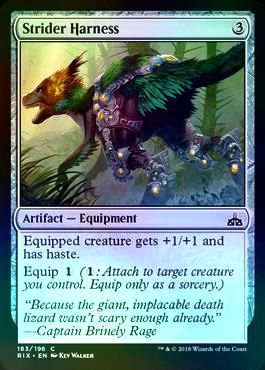 Strider Harness 3
Artifact — Equipment
Equipped creature gets +1/+1 and
has haste.
Equip 1 (1: Attach to target creature
you control. Equip only as a sorcery.)
"Because the giant, implacable death
lizard wasn't scary enough already."
—Captain Brinely Rage
183/196 C
RIX • EN Key Walker
™ & © 2018 Wizards of the Coast